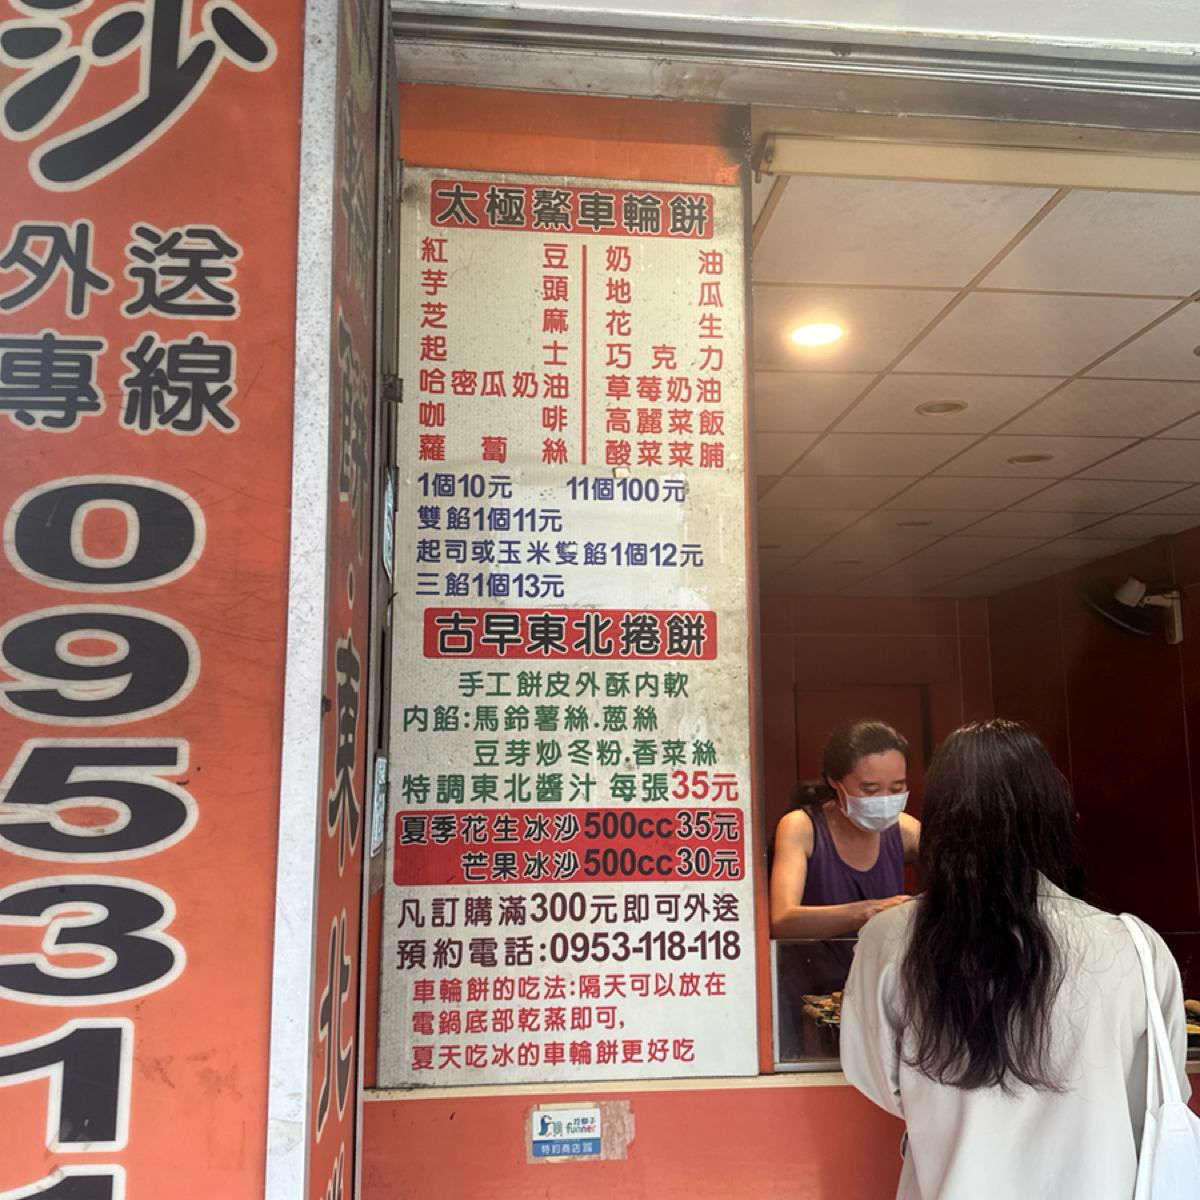 沙
外送
專線
095311
東北
太極鰲車輪餅
紅豆 奶油
芋頭 地瓜
芝麻 花生
起士 巧克力
哈密瓜奶油 草莓奶油
咖啡 高麗菜飯
蘿蔔絲 酸菜菜脯
1個10元 11個100元
雙餡1個11元
起司或玉米雙餡1個12元
三餡1個13元
古早東北捲餅
手工餅皮外酥内軟
内餡:馬鈴薯絲.蔥絲
豆芽炒冬粉.香菜絲
特調東北醬汁 每張35元
夏季花生冰沙500cc35元
芒果冰沙500cc30元
凡訂購滿300元即可外送
預約電話:0953-118-118
車輪餅的吃法:隔天可以放在
電鍋底部乾蒸即可,
夏天吃冰的車輪餅更好吃
funner
特約商店